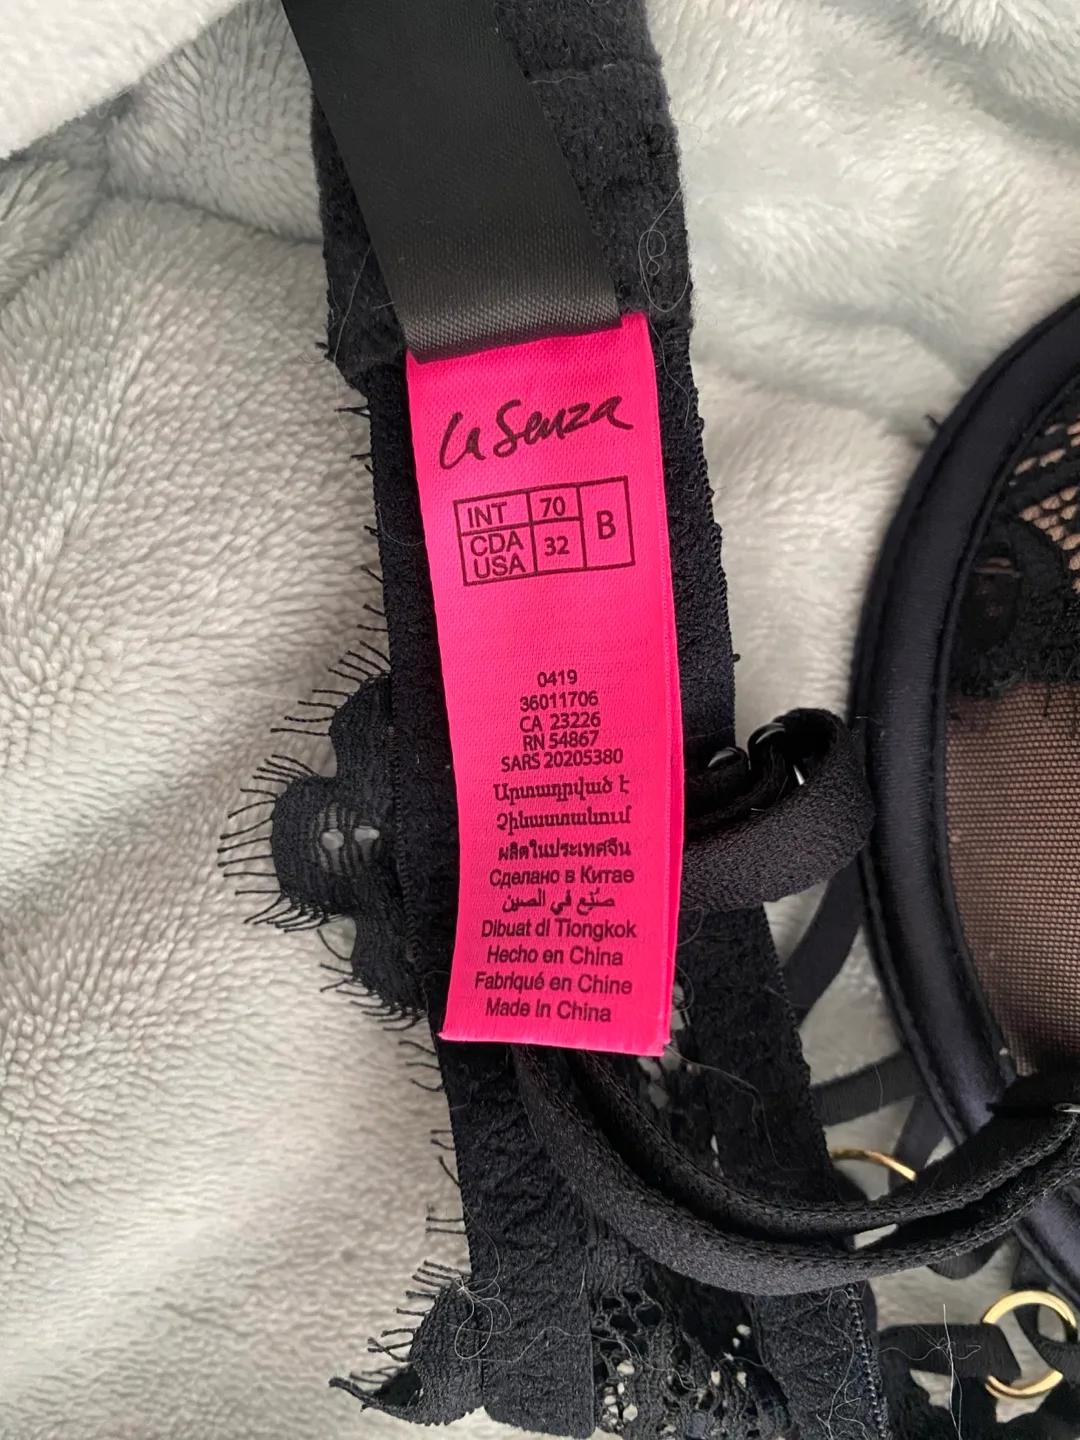 La Senza
INT 70 B
CDA USA 32
0419
36011706
CA 23226
RN 54867
SARS 20205380
Արտադրված է
Չինաստանում
ผลิตในประเทศจีน
Сделано в Китае
صُنِع في الصين
Dibuat di Tiongkok
Hecho en China
Fabriqué en Chine
Made in China